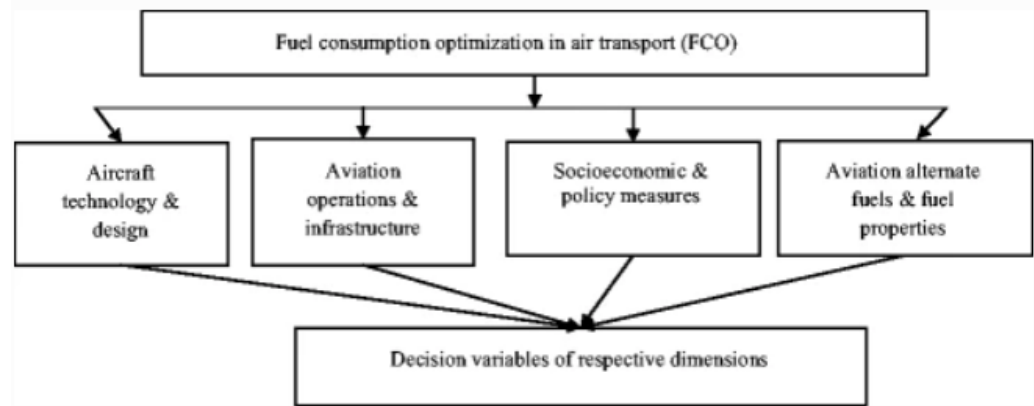 Fuel consumption optimization in air transport (FCO)
Aircraft
technology &
design
Aviation
operations &
infrastructure
Socioeconomic &
policy measures
Aviation alternate
fuels & fuel
properties
Decision variables of respective dimensions